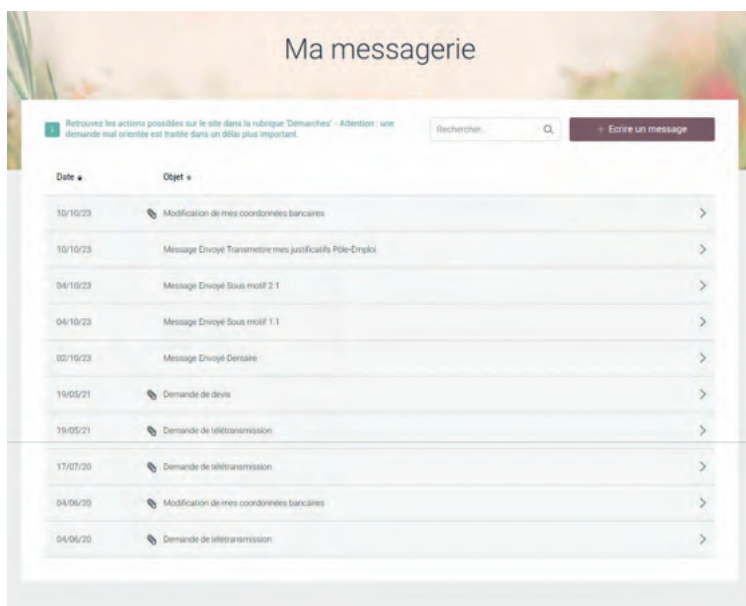 Ma messagerie
Retrouvez les actions possibles sur le site dans la rubrique 'Démarches' - Attention : une
demande mal orientée est traitée dans un délai plus important.
Rechercher...
+ Ecrire un message
Date
Objet
10/10/23 Modification de mes coordonnées bancaires
10/10/23 Message Envoyé Transmettre mes justificatifs Pôle-Emploi
04/10/23 Message Envoyé Sous motif 2.1
04/10/23 Message Envoyé Sous motif 1.1
02/10/23 Message Envoyé Dentaire
19/05/21 Demande de devis
19/05/21 Demande de télétransmission
17/07/20 Demande de télétransmission
04/06/20 Modification de mes coordonnées bancaires
04/06/20 Demande de télétransmission